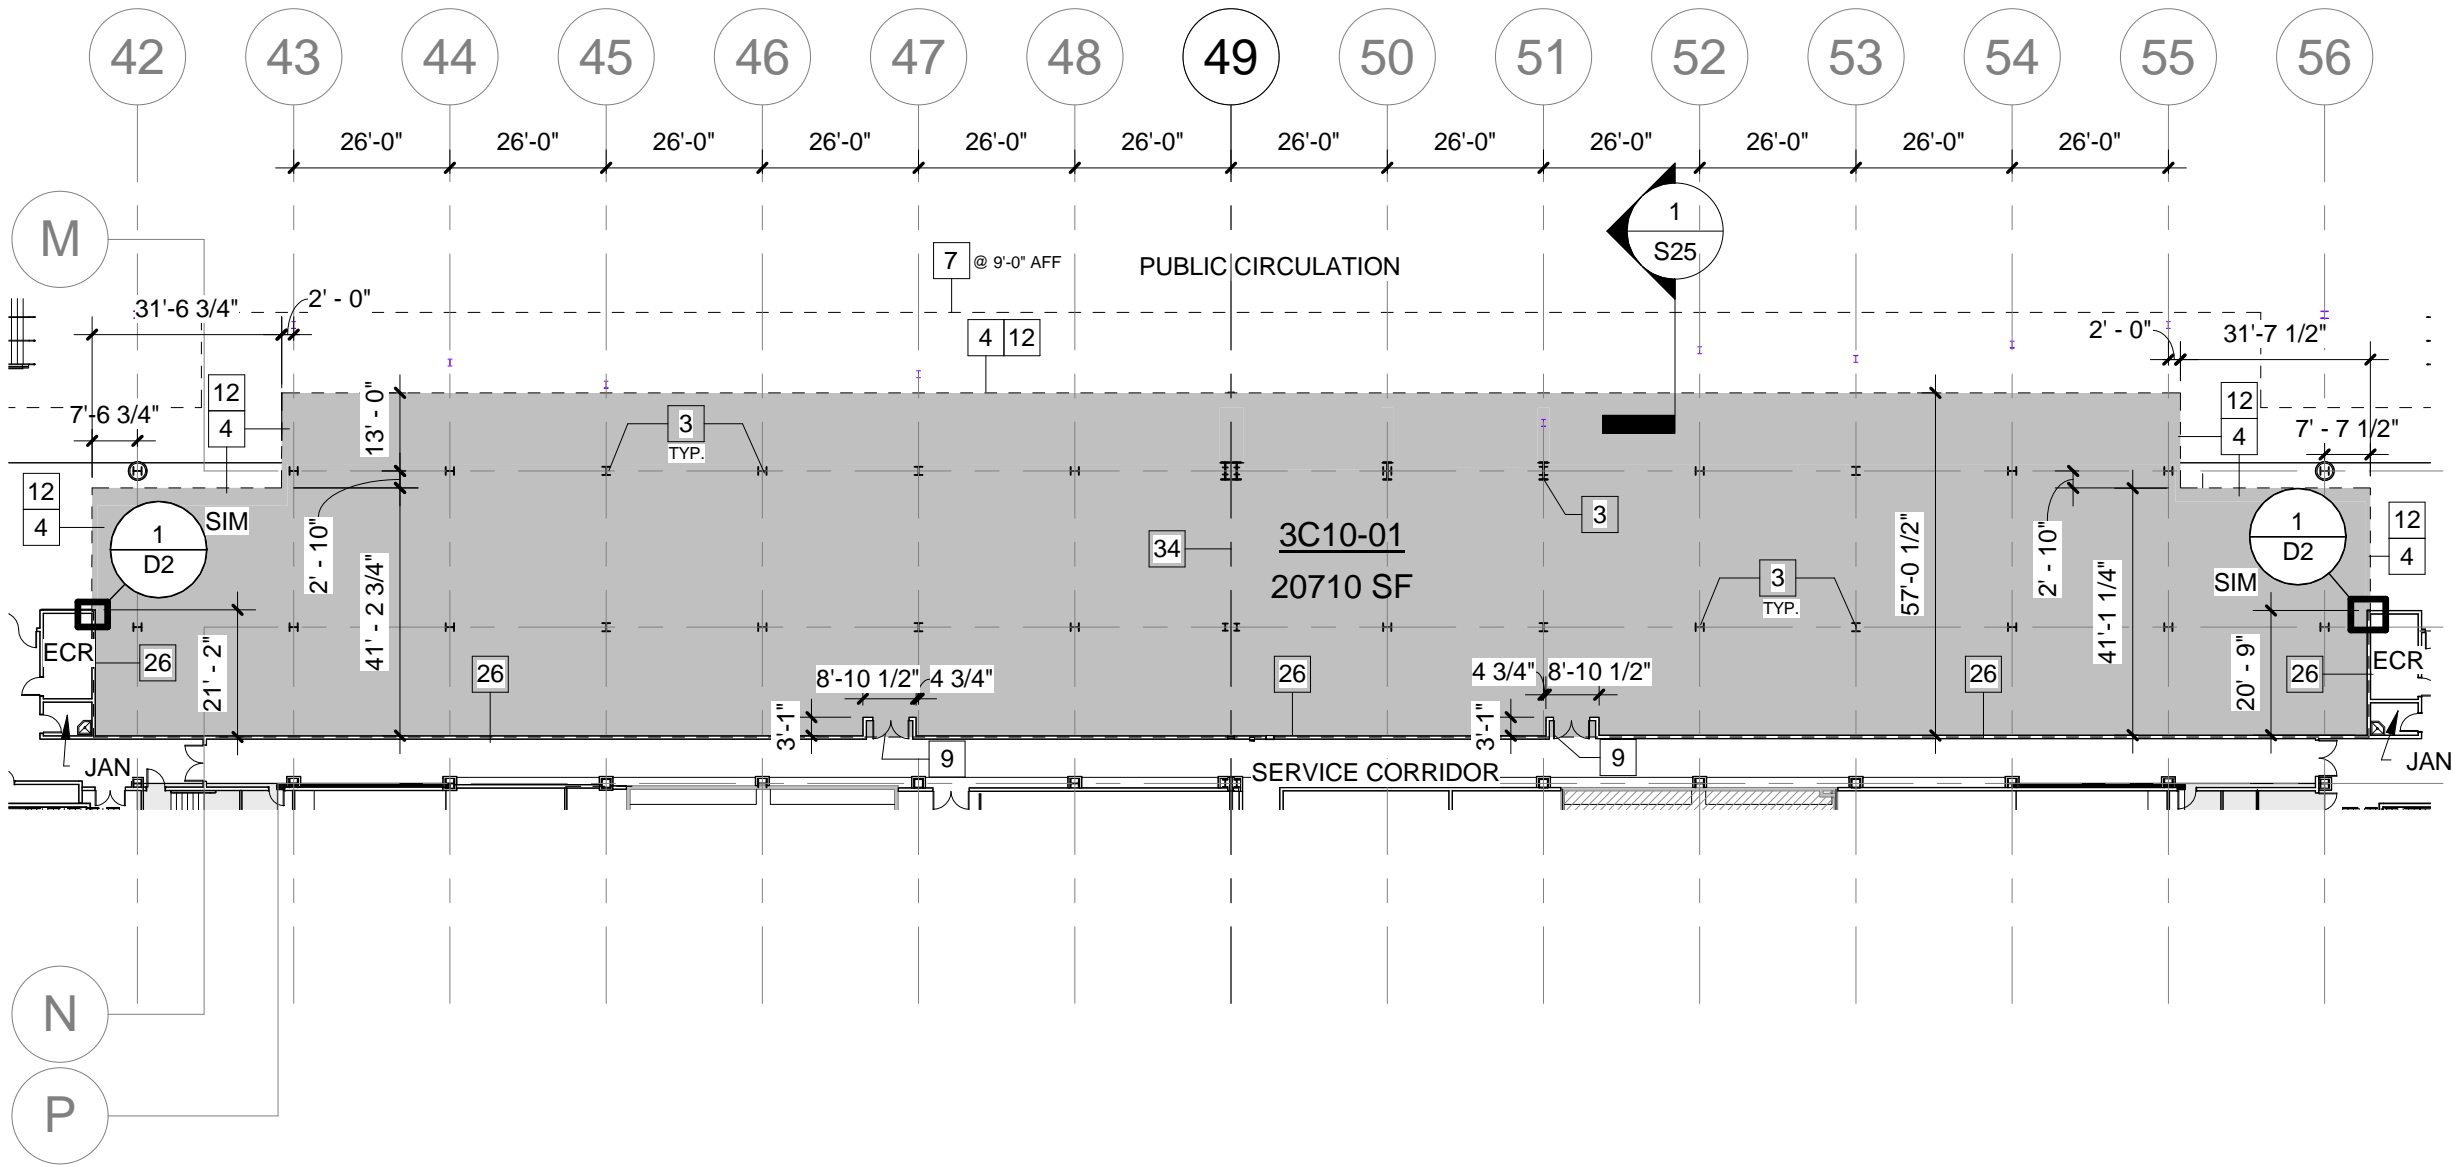 42 43 44 45 46 47 48 49 50 51 52 53 54 55 56
26'-0" 26'-0" 26'-0" 26'-0" 26'-0" 26'-0" 26'-0" 26'-0" 26'-0" 26'-0" 26'-0" 26'-0"
M
1
S25
7 @ 9'-0" AFF
PUBLIC CIRCULATION
31'-6 3/4" 2' - 0"
4 12
2' - 0" 31'-7 1/2"
12
4
7'-6 3/4"
13' - 0"
3
TYP.
12
4
7' - 7 1/2"
12
4
1
D2
SIM
2' - 10"
41' - 2 3/4"
34
3C10-01
20710 SF
3
3
TYP.
57'-0 1/2"
2' - 10"
41'-1 1/4"
1
D2
SIM
12
4
ECR
26
21' - 2"
26
8'-10 1/2" 4 3/4"
3'-1"
26
4 3/4" 8'-10 1/2"
3'-1"
26
20' - 9"
26
ECR
JAN
9
SERVICE CORRIDOR
9
JAN
N
P